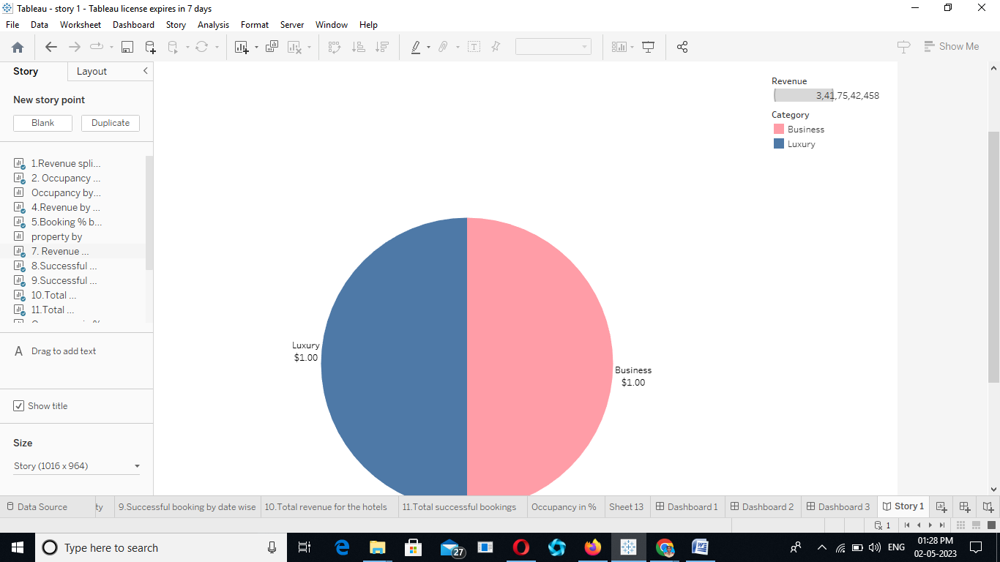 Tableau - story 1 - Tableau license expires in 7 days
File Data Worksheet Dashboard Story Analysis Format Server Window Help
Show Me
Story Layout
New story point
Blank Duplicate
1.Revenue spli...
2. Occupancy ...
Occupancy by...
4.Revenue by ...
5.Booking % b...
property by
7. Revenue ...
8.Successful ...
9.Successful ...
10.Total ...
11.Total ...
A Drag to add text
Show title
Size
Story (1016 x 964)
Revenue
3,41,75,42,458
Category
Business
Luxury
Luxury
$1.00
Business
$1.00
Data Source ty 9.Successful booking by date wise 10.Total revenue for the hotels 11.Total successful bookings Occupancy in % Sheet 13 Dashboard 1 Dashboard 2 Dashboard 3 Story 1
1
Type here to search
27
ENG
01:28 PM
02-05-2023